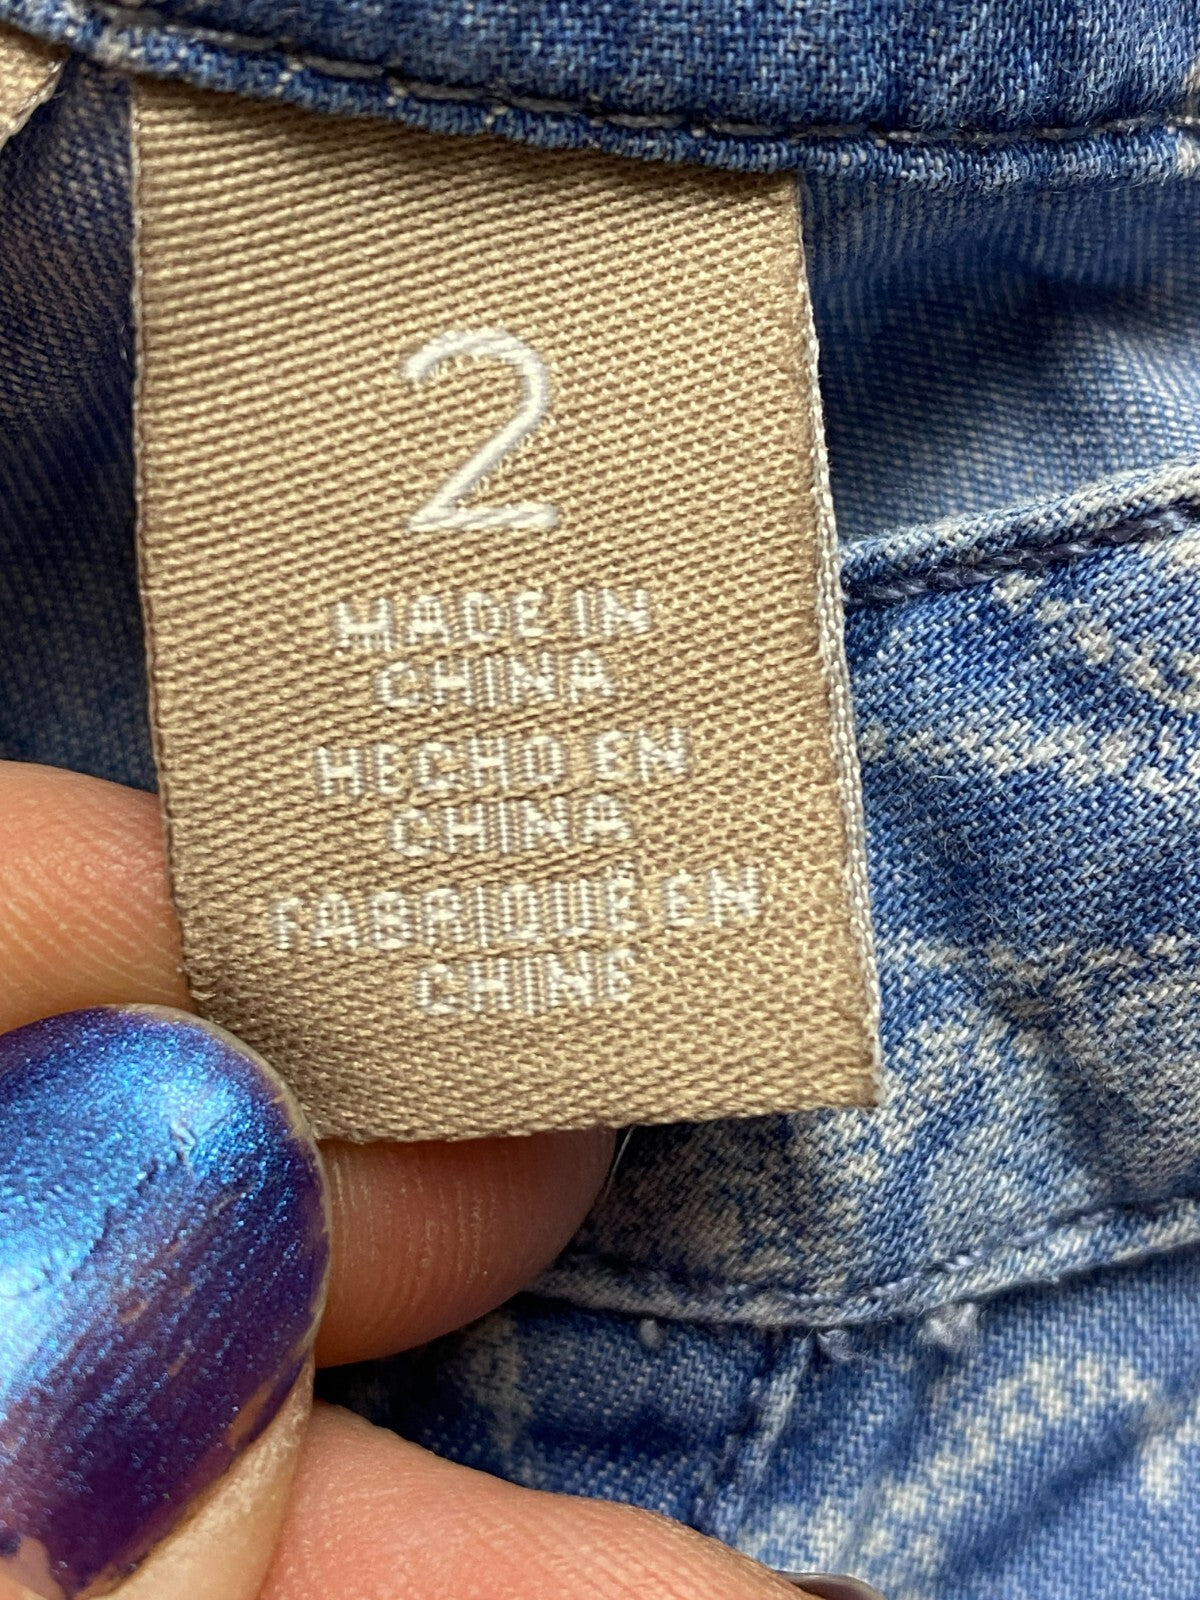 2
MADE IN
CHINA
HECHO EN
CHINA
FABRIQUÉ EN
CHINE